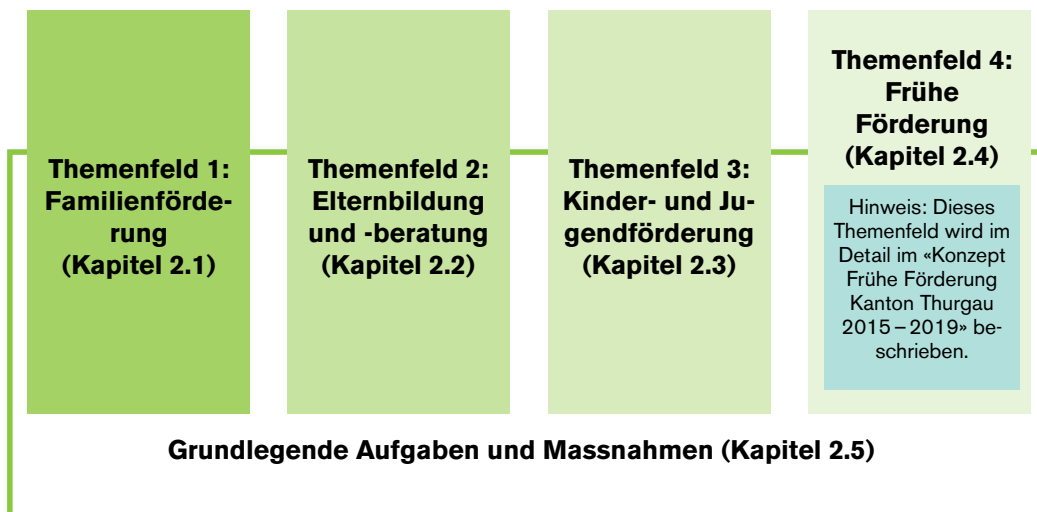 Themenfeld 1:
Familienförde-
rung
(Kapitel 2.1)
Themenfeld 2:
Elternbildung
und -beratung
(Kapitel 2.2)
Themenfeld 3:
Kinder- und Ju-
gendförderung
(Kapitel 2.3)
Themenfeld 4:
Frühe
Förderung
(Kapitel 2.4)
Hinweis: Dieses
Themenfeld wird im
Detail im «Konzept
Frühe Förderung
Kanton Thurgau
2015 – 2019» be-
schrieben.
Grundlegende Aufgaben und Massnahmen (Kapitel 2.5)